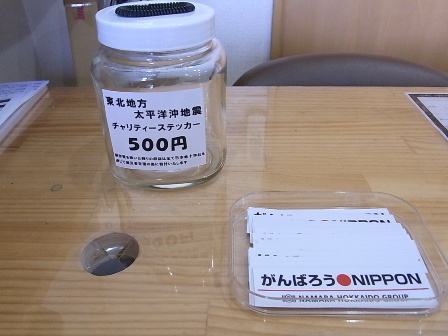 東北地方
太平洋沖地震
チャリティーステッカー
500円
がんばろう●NIPPON
NAMARA HOKKAIDO GROUP